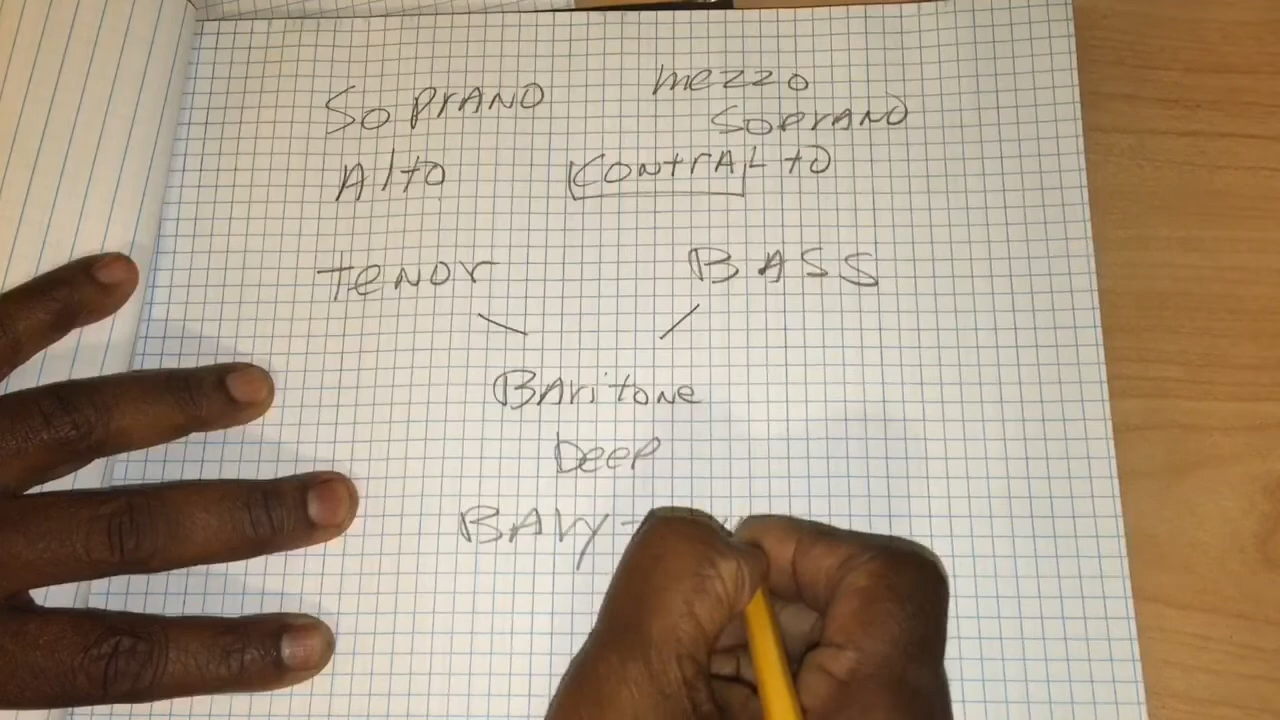 SoprANO
mezzo
soprANO
Alto
contrAlto
tenor
BASS
BAritone
Deep